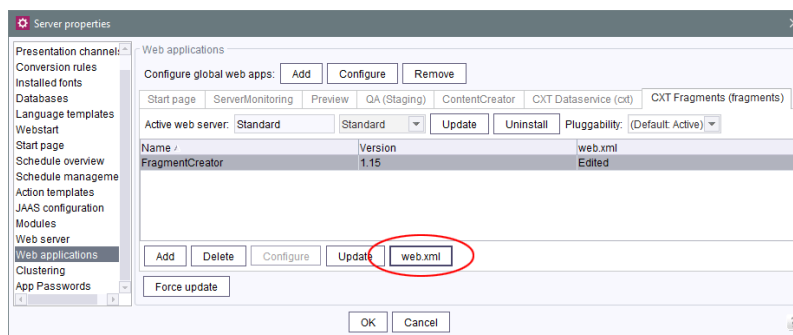 Server properties
Presentation channel
Conversion rules
Installed fonts
Databases
Language templates
Webstart
Start page
Schedule overview
Schedule manageme
Action templates
JAAS configuration
Modules
Web server
Web applications
Clustering
App Passwords
Web applications
Configure global web apps: Add Configure Remove
Start page ServerMonitoring Preview QA (Staging) ContentCreator CXT Dataservice (cxt) CXT Fragments (fragments)
Active web server: Standard Standard Update Uninstall Pluggability: (Default: Active)
Name Version web.xml
FragmentCreator 1.15 Edited
Add Delete Configure Update web.xml
Force update
OK Cancel